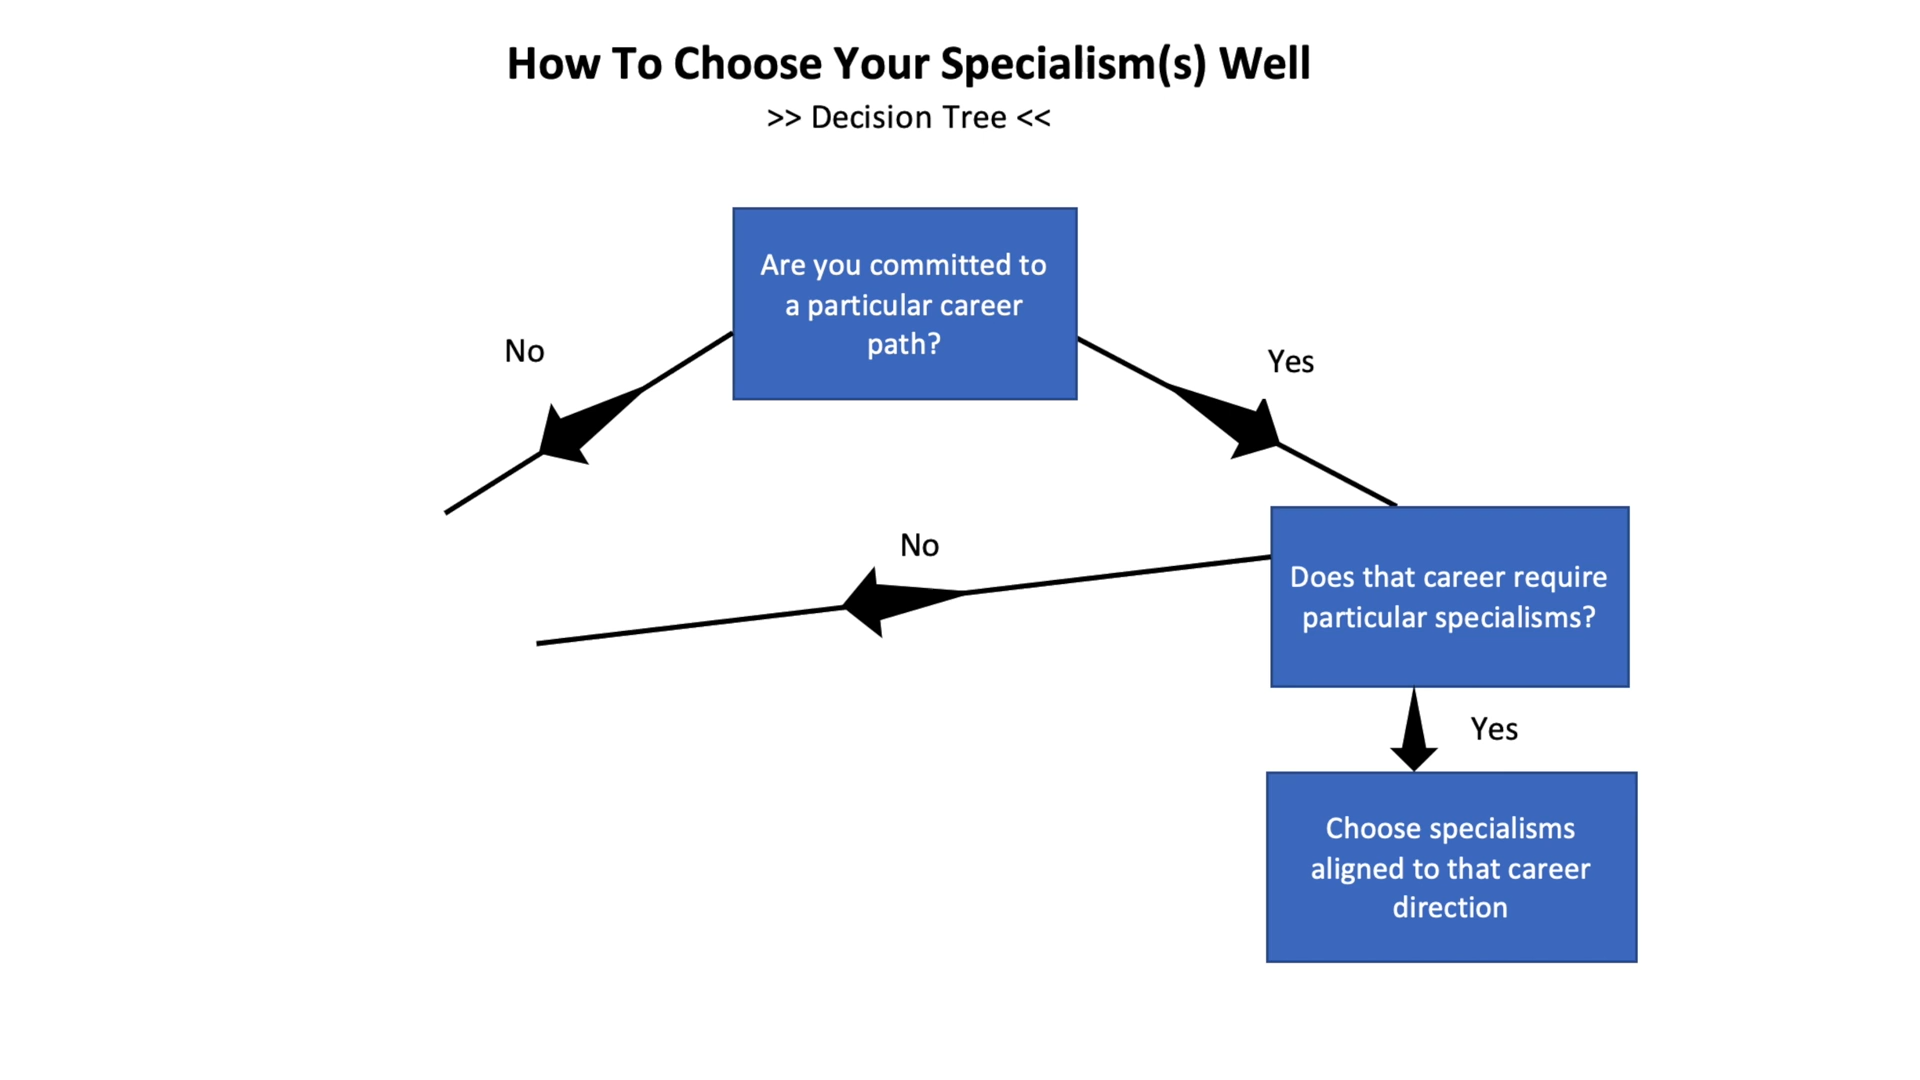 How To Choose Your Specialism(s) Well
>> Decision Tree <<
Are you committed to
a particular career
path?
No
Yes
No
Does that career require
particular specialisms?
Yes
Choose specialisms
aligned to that career
direction